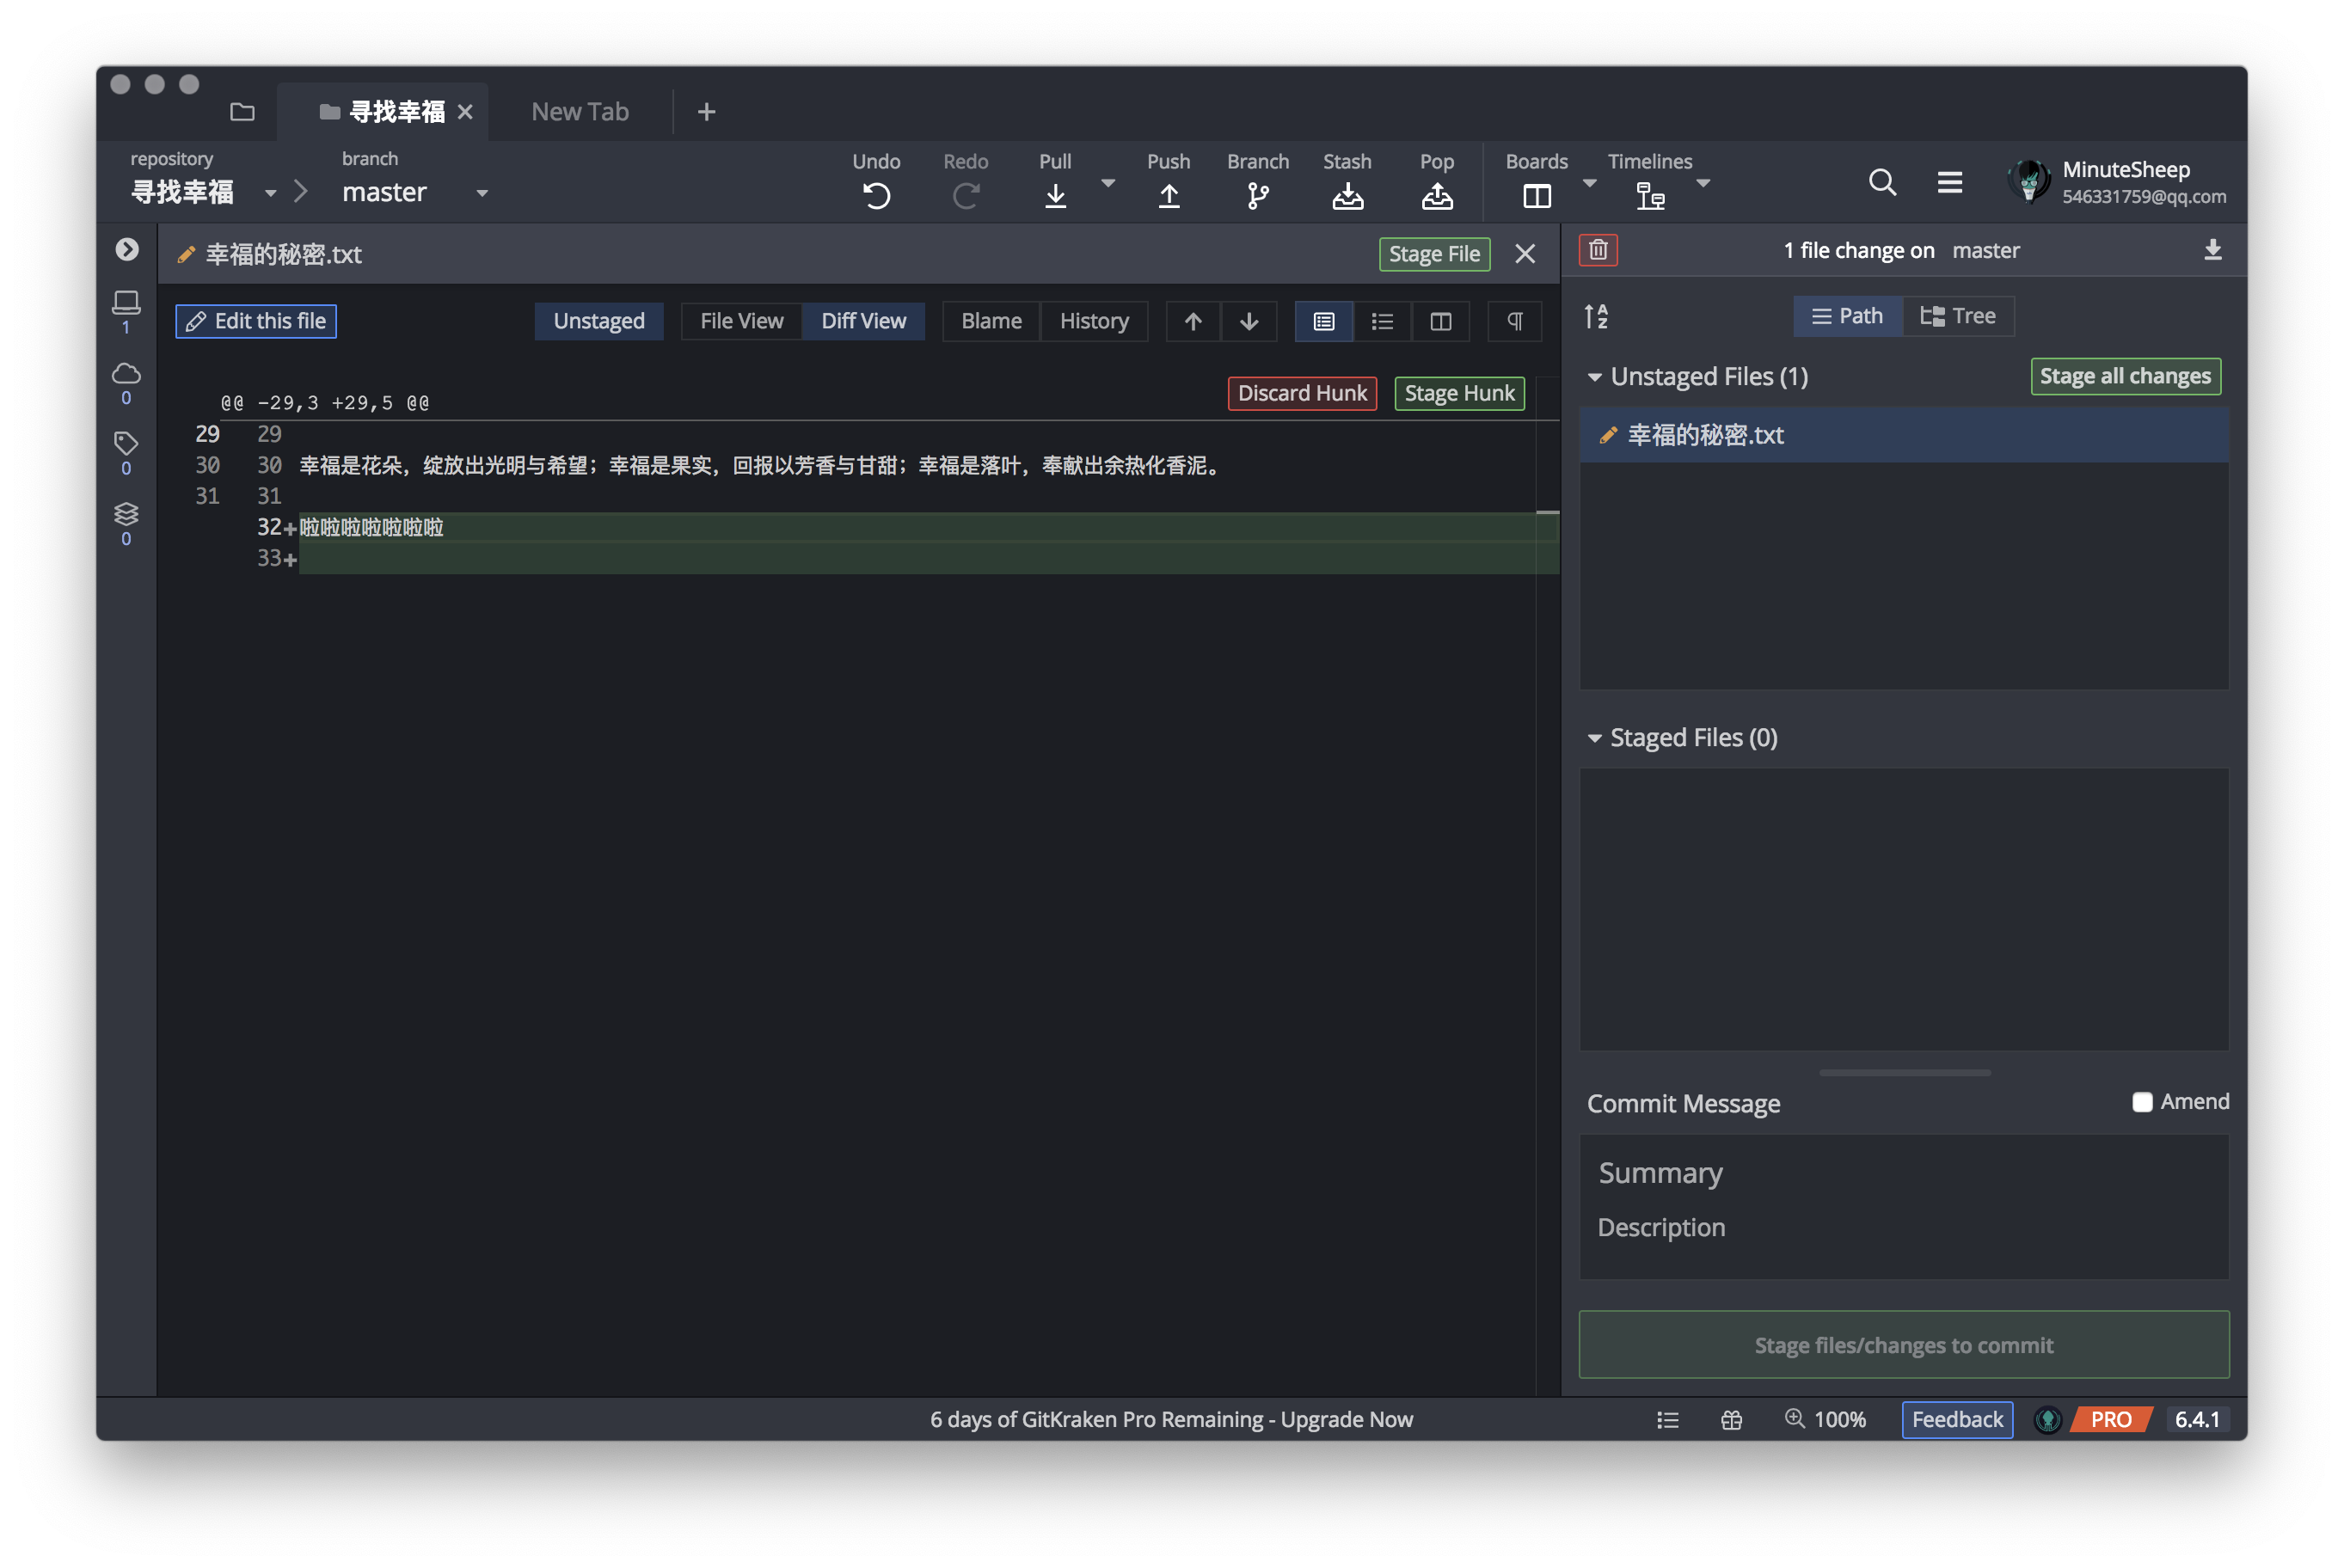 寻找幸福
New Tab
repository
寻找幸福
branch
master
Undo
Redo
Pull
Push
Branch
Stash
Pop
Boards
Timelines
MinuteSheep
546331759@qq.com
1
0
0
0
幸福的秘密.txt
Stage File
Edit this file
Unstaged
File View
Diff View
Blame
History
@@ -29,3 +29,5 @@
Discard Hunk
Stage Hunk
29 29
30 30 幸福是花朵，绽放出光明与希望；幸福是果实，回报以芳香与甘甜；幸福是落叶，奉献出余热化香泥。
31 31
32+啦啦啦啦啦啦啦
33+
1 file change on master
Path
Tree
Unstaged Files (1)
Stage all changes
幸福的秘密.txt
Staged Files (0)
Commit Message
Amend
Summary
Description
Stage files/changes to commit
6 days of GitKraken Pro Remaining - Upgrade Now
100%
Feedback
PRO
6.4.1